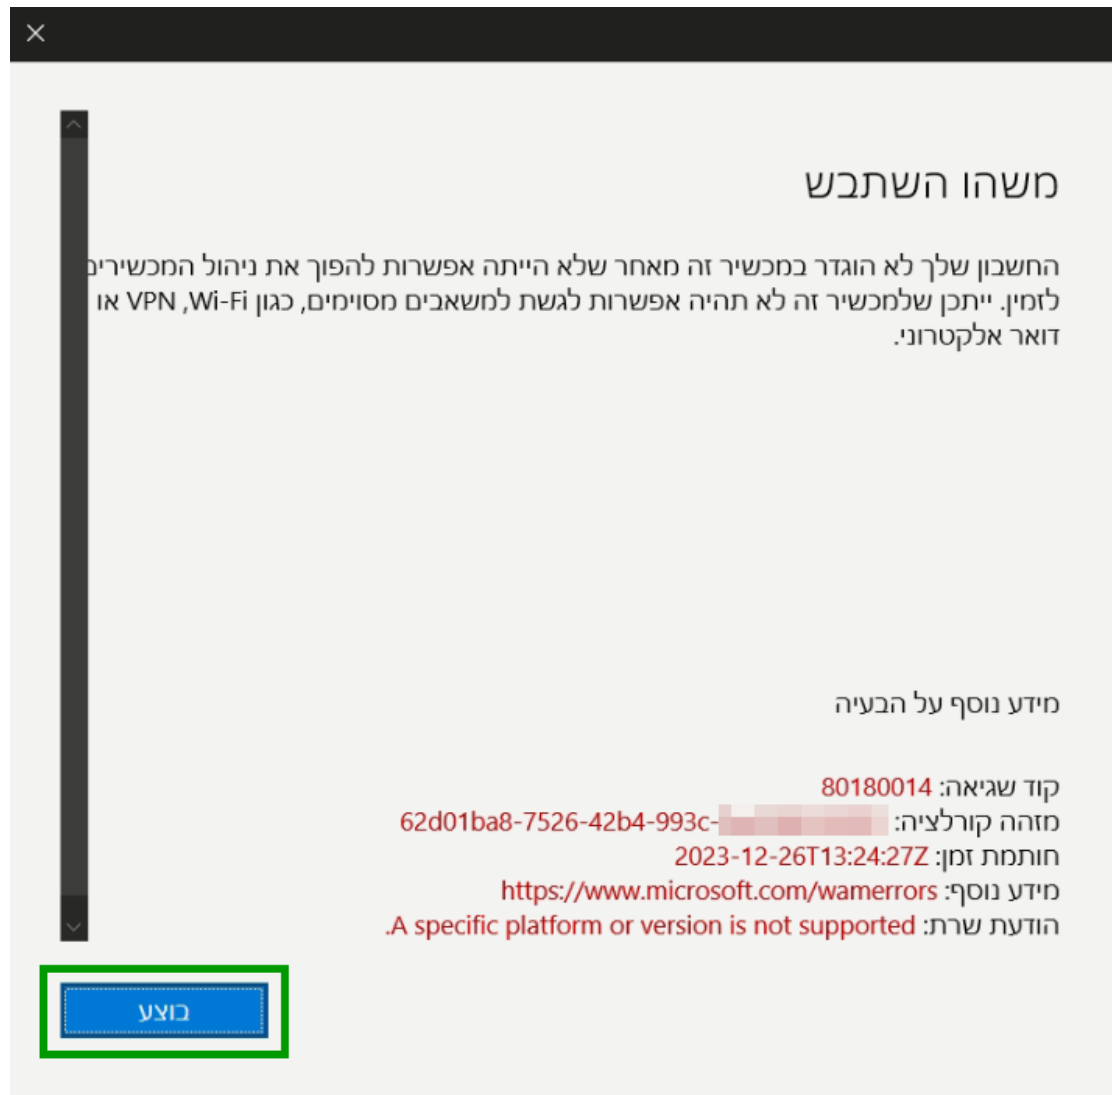 משהו השתבש
החשבון שלך לא הוגדר במכשיר זה מאחר שלא הייתה אפשרות להפוך את ניהול המכשירים
לזמין. ייתכן שלמכשיר זה לא תהיה אפשרות לגשת למשאבים מסוימים, כגון VPN ,Wi-Fi או
דואר אלקטרוני.
מידע נוסף על הבעיה
קוד שגיאה: 80180014
מזהה קורלציה: 62d01ba8-7526-42b4-993c-
חותמת זמן: 2023-12-26T13:24:27Z
מידע נוסף: https://www.microsoft.com/wamerrors
הודעת שרת: A specific platform or version is not supported.
בוצע